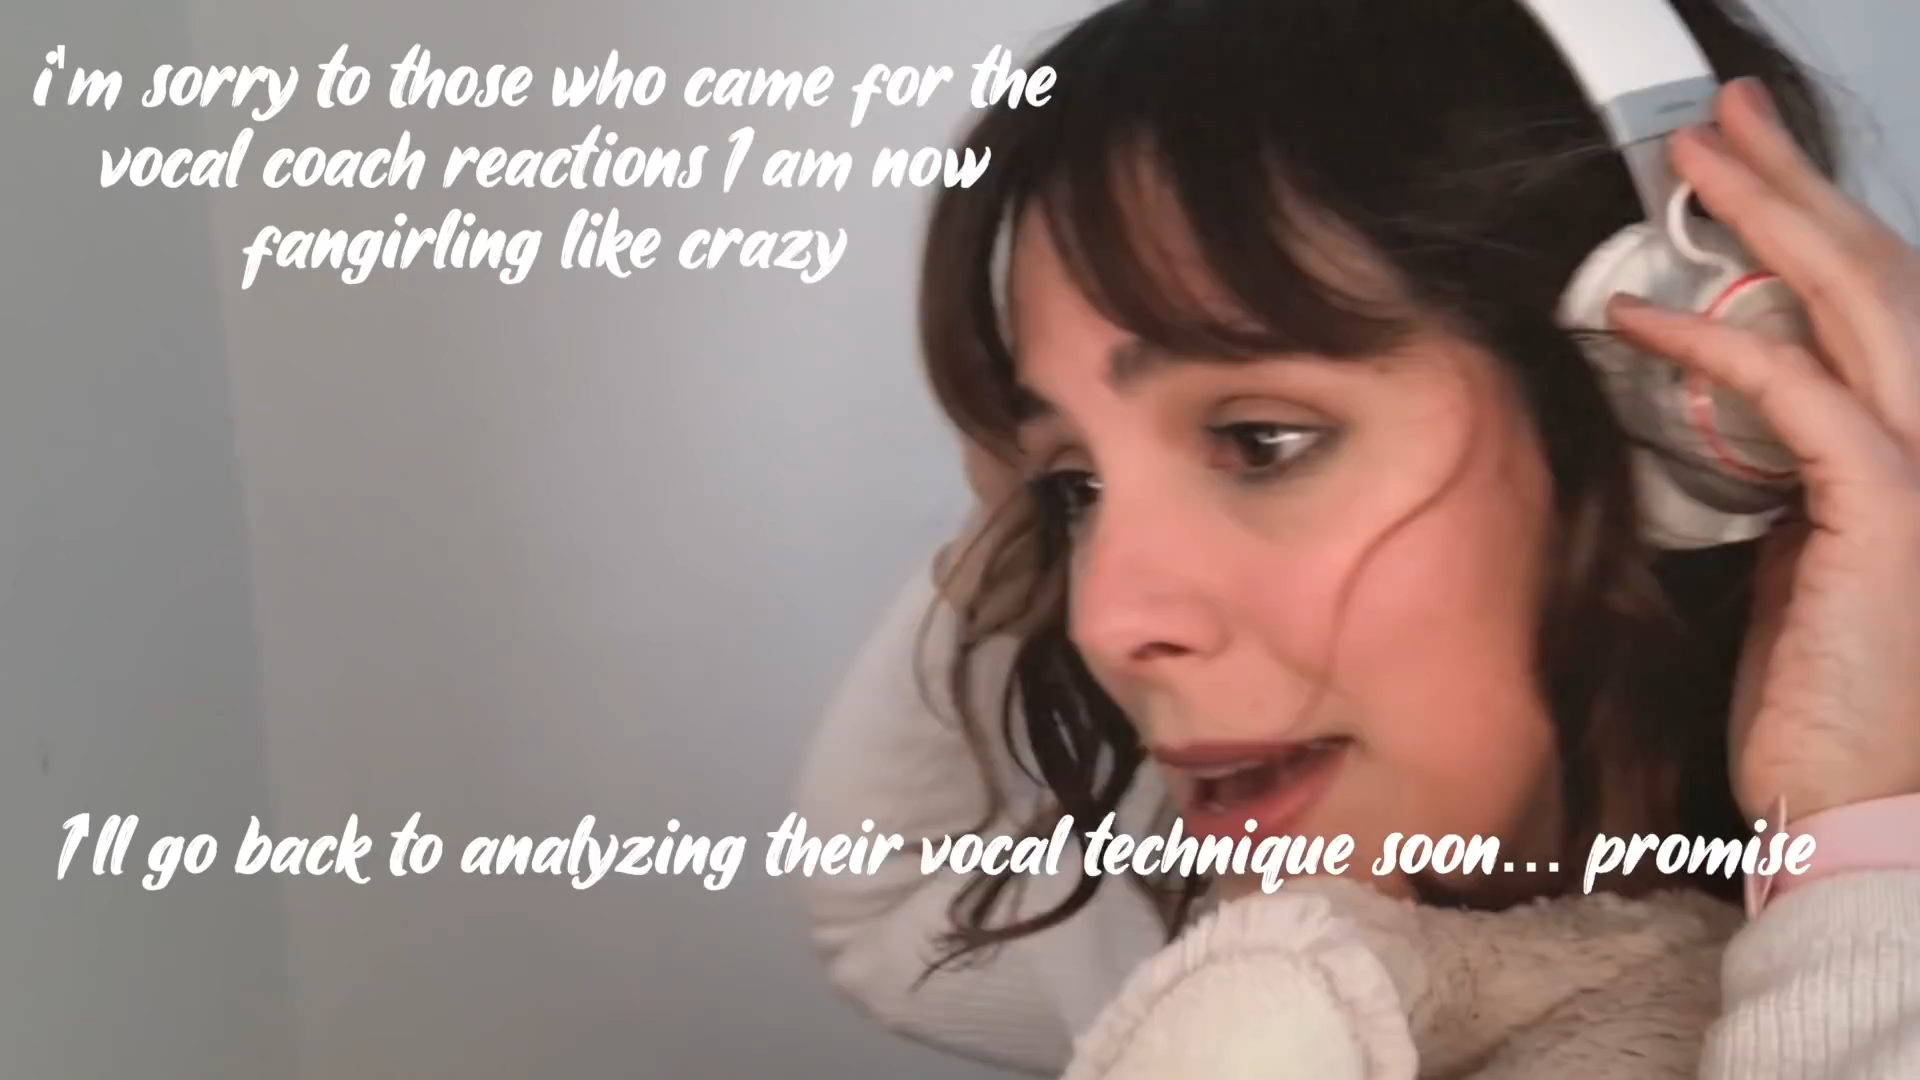 i'm sorry to those who came for the
vocal coach reactions I am now
fangirling like crazy
I'll go back to analyzing their vocal technique soon... promise